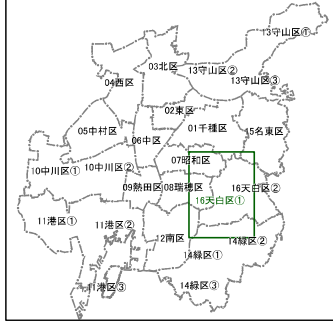 13守山区①
03北区
13守山区②
13守山区③
04西区
02東区
01千種区
05中村区
15名東区
06中区
07昭和区
10中川区①
10中川区②
09熱田区
08瑞穂区
16天白区②
16天白区①
11港区①
11港区②
12南区
14緑区②
14緑区①
11港区③
14緑区③